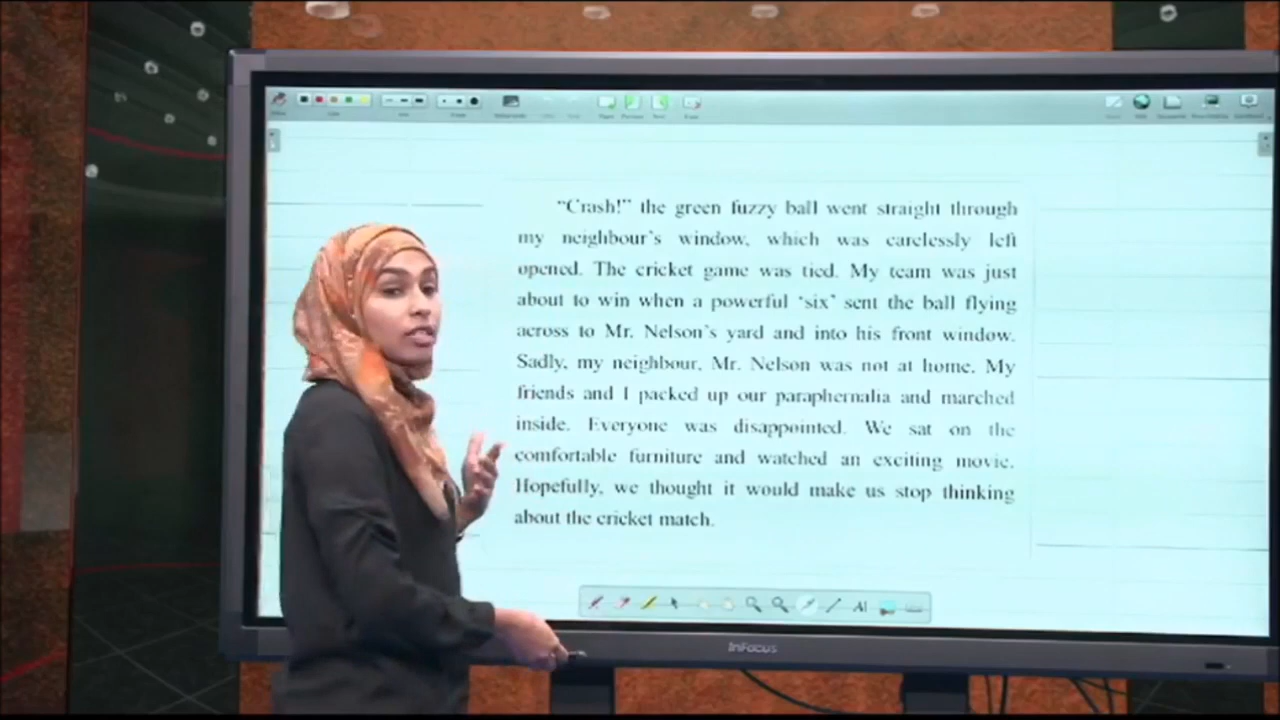 “Crash!” the green fuzzy ball went straight through
my neighbour’s window, which was carelessly left
opened. The cricket game was tied. My team was just
about to win when a powerful ‘six’ sent the ball flying
across to Mr. Nelson’s yard and into his front window.
Sadly, my neighbour, Mr. Nelson was not at home. My
friends and I packed up our paraphernalia and marched
inside. Everyone was disappointed. We sat on the
comfortable furniture and watched an exciting movie.
Hopefully, we thought it would make us stop thinking
about the cricket match.
AI
InFocus